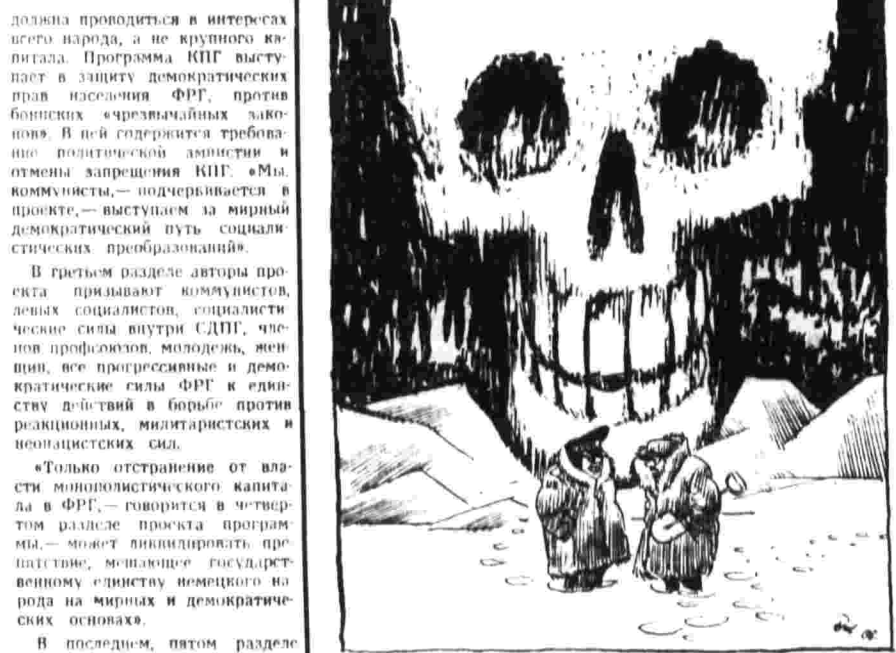 должна проводиться в интересах
всего народа, а не крупного ка-
питала. Программа КПГ высту-
пает в защиту демократических
прав населения ФРГ, против
боннских «чрезвычайных зако-
нов». В ней содержится требова-
ние политической амнистии и
отмены запрещения КПГ. «Мы,
коммунисты,— подчеркивается в
проекте,— выступаем за мирный
демократический путь социали-
стических преобразований».
В третьем разделе авторы про-
екта призывают коммунистов,
левых социалистов, социалисти
ческие силы внутри СДПГ, чле-
нов профсоюзов, молодежь, жен-
щин, все прогрессивные и демо-
кратические силы ФРГ к един-
ству действий в борьбе против
реакционных, милитаристских и
неонацистских сил.
«Только отстранение от вла-
сти монополистического капита-
ла в ФРГ,— говорится в четвер-
том разделе проекта програм-
мы,— может ликвидировать пре-
пятствие, мешающее государст-
венному единству немецкого на
рода на мирных и демократиче-
ских основах».
В последнем, пятом разделе